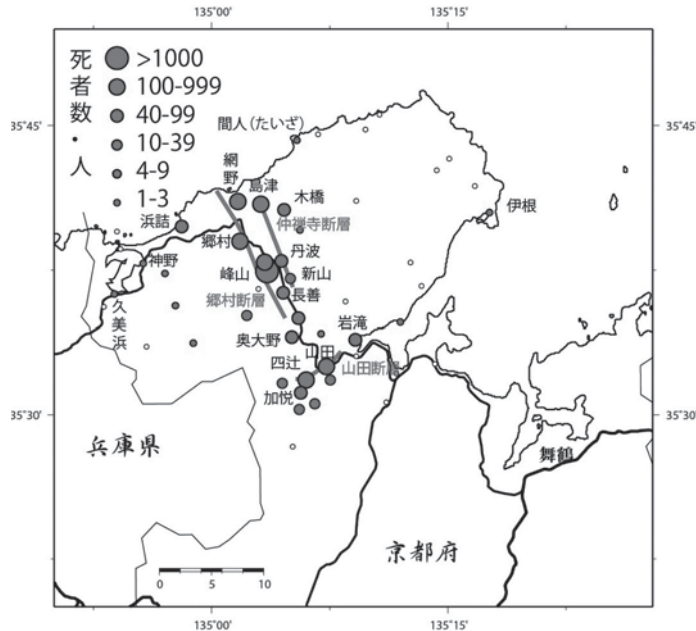 135°00'
135°15'
死者数・人
>1000
100-999
40-99
10-39
4-9
1-3
35°45'
35°45'
間人(たいざ)
網野
島津
木橋
伊根
浜詰
仲禅寺断層
郷村
丹波
神野
峰山
新山
長善
郷村断層
久美浜
岩滝
奥大野
山田
四辻
山田断層
加悦
35°30'
35°30'
兵庫県
舞鶴
京都府
0
5
10
135°00'
135°15'